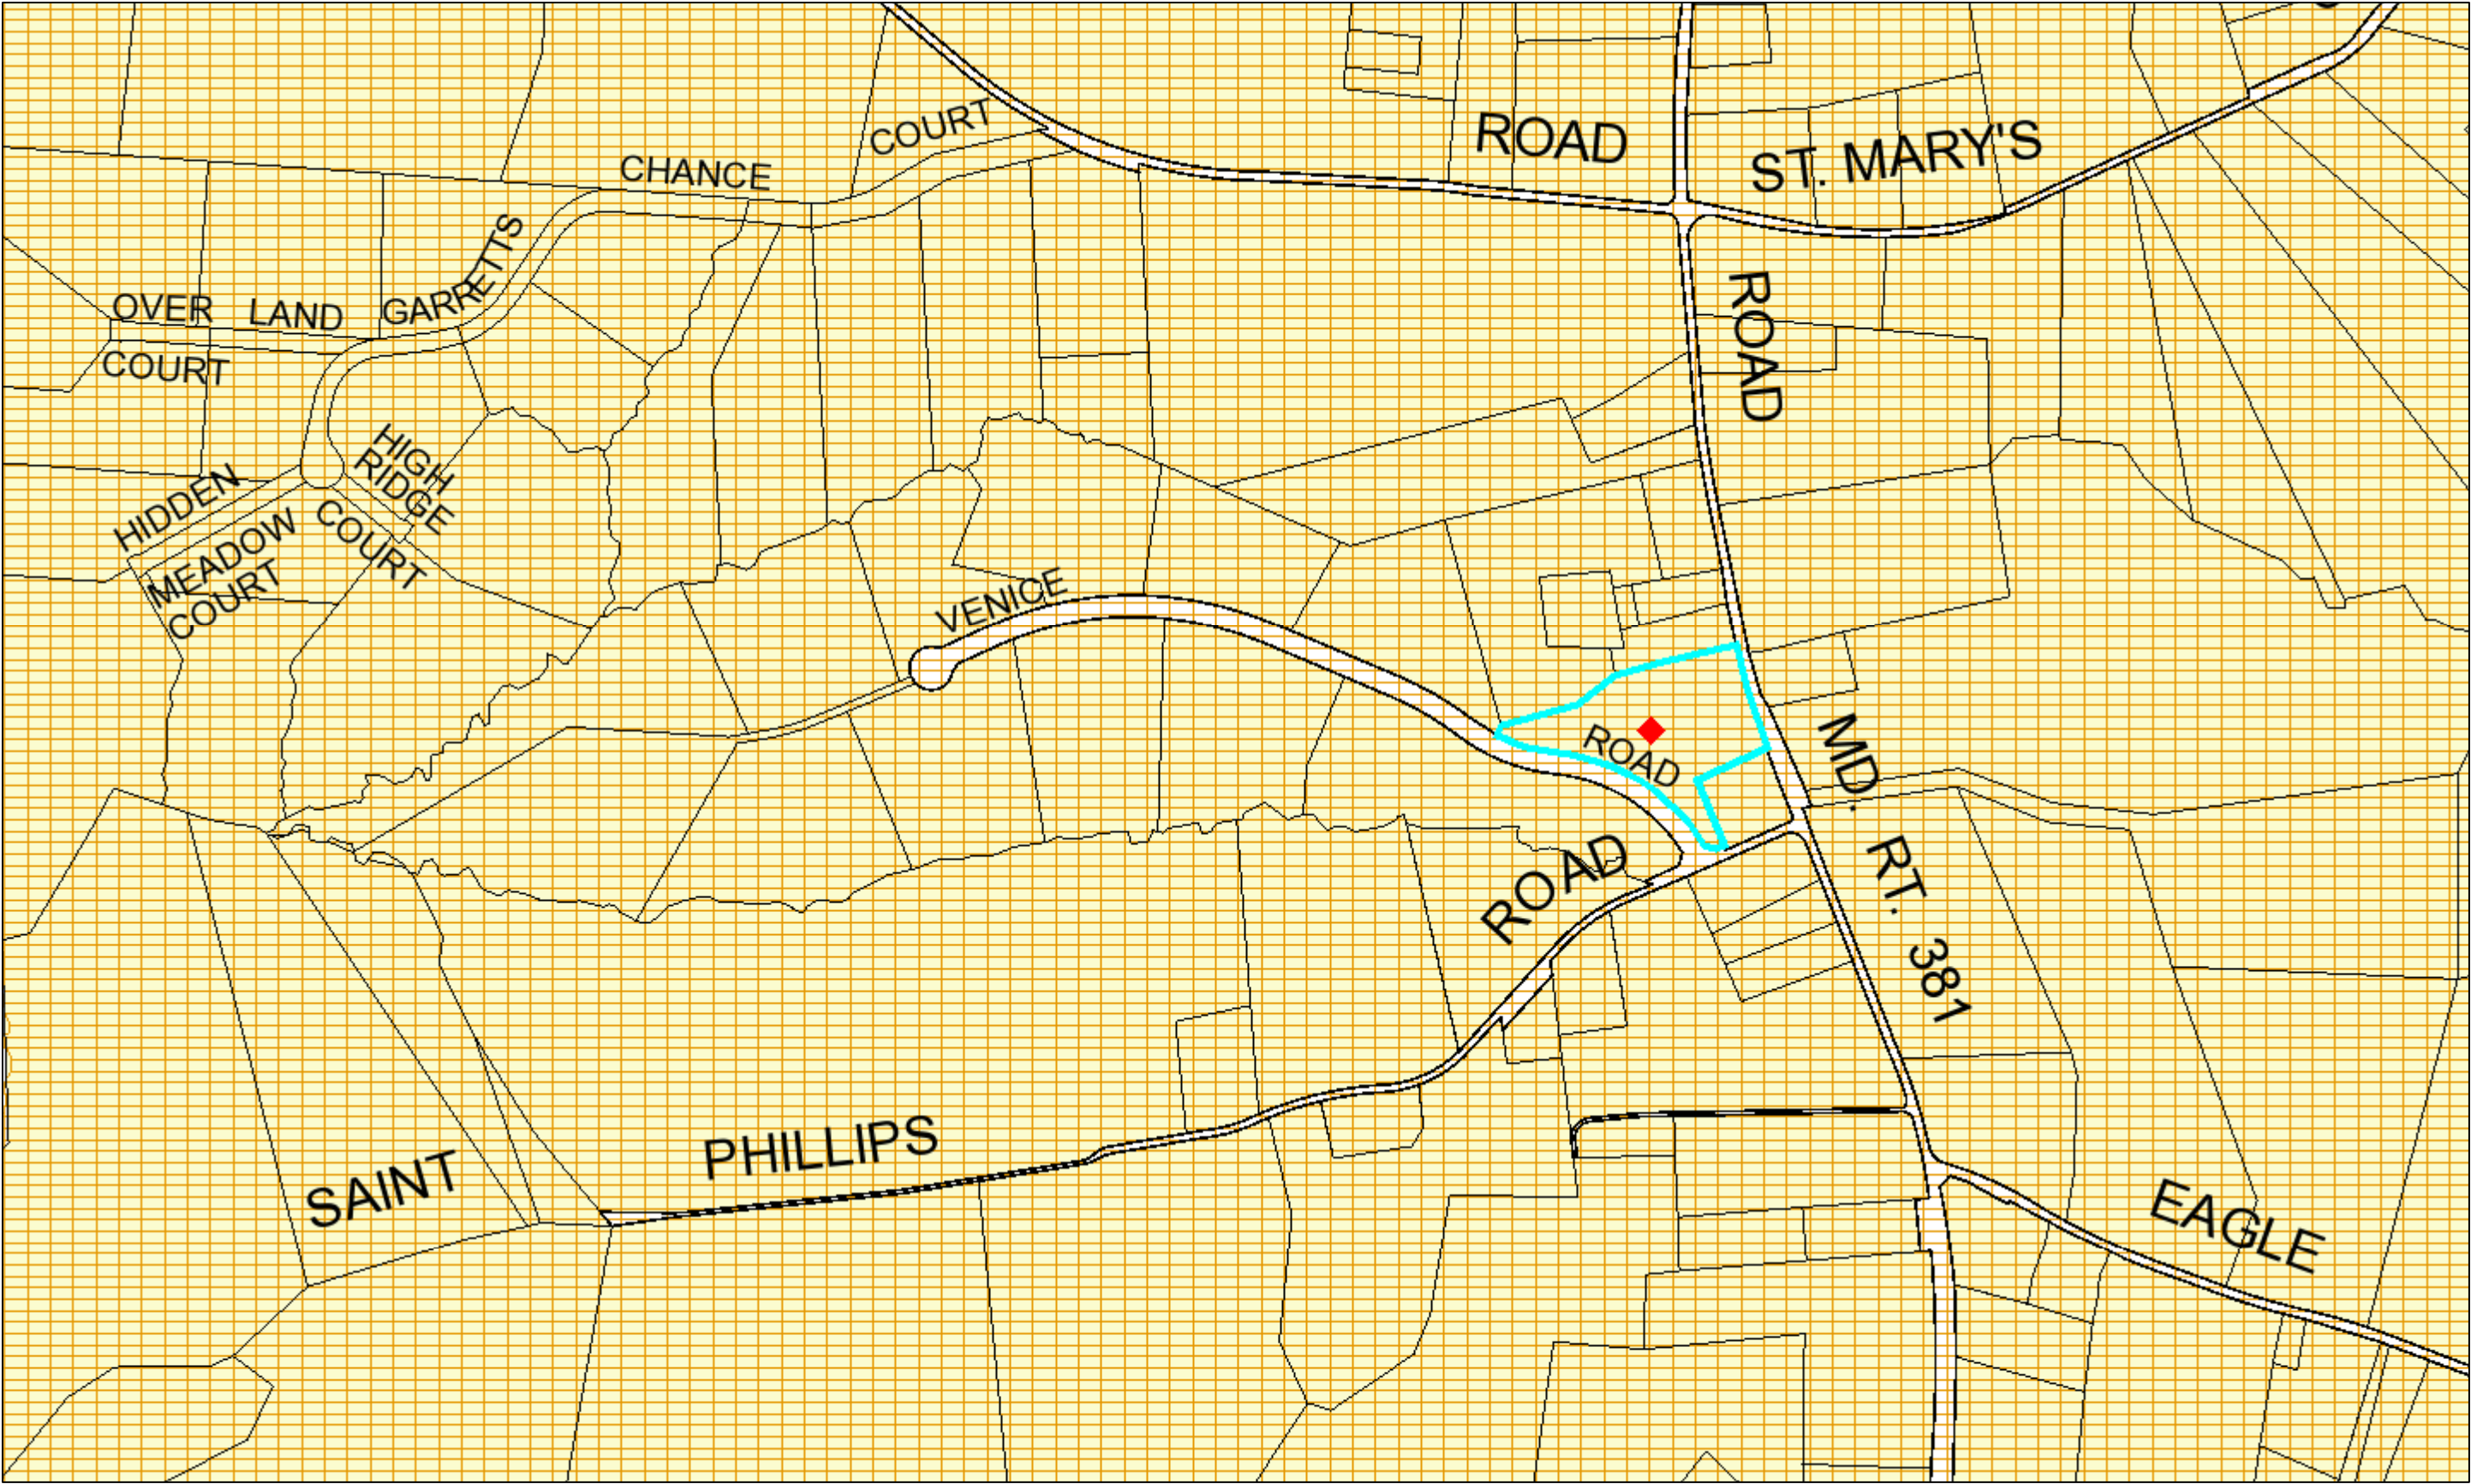 COURT
ROAD
ST. MARY'S
CHANCE
GARRETTS
OVER LAND
COURT
ROAD
HIGH
RIDGE
COURT
HIDDEN
MEADOW
COURT
VENICE
ROAD
MD. RT. 381
ROAD
PHILLIPS
SAINT
EAGLE